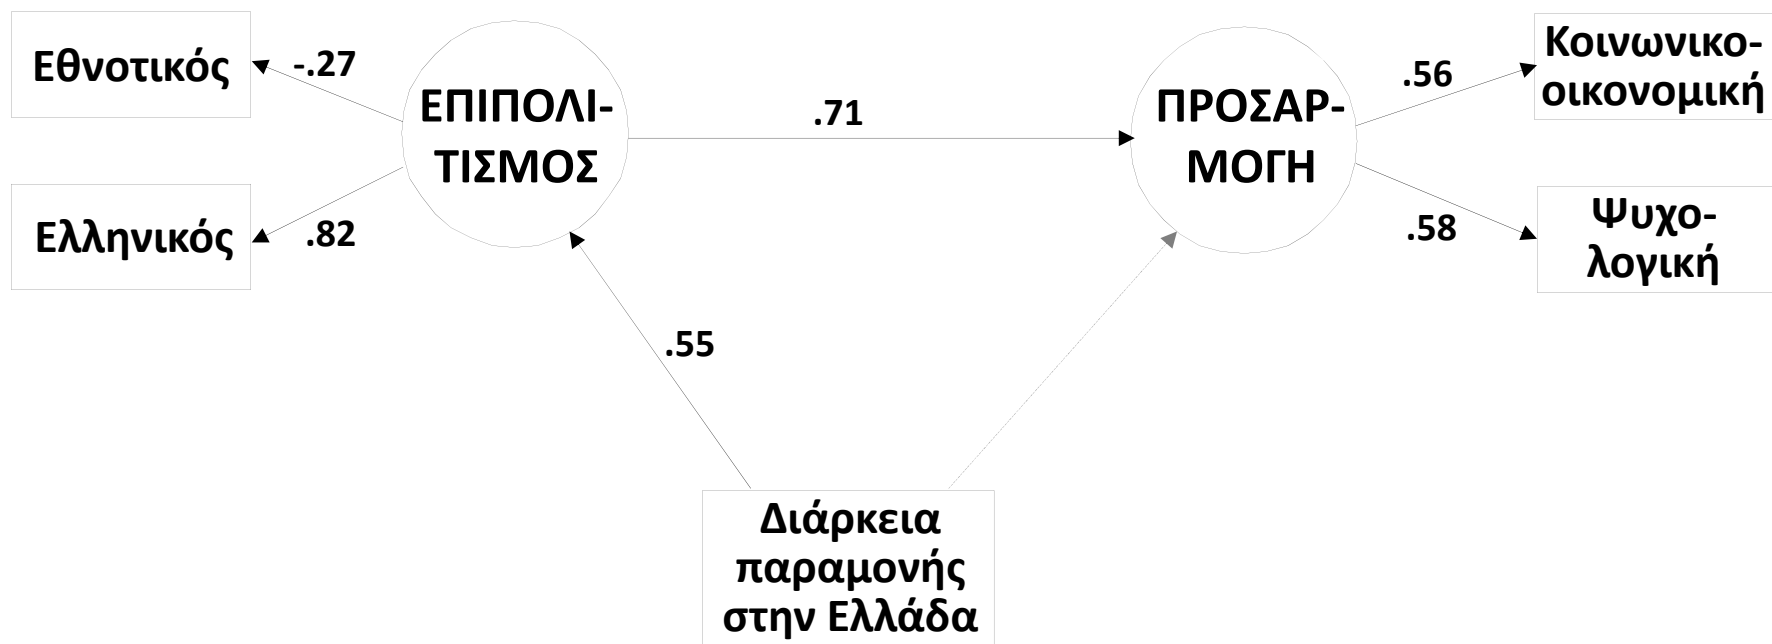 Εθνοτικός
-.27
ΕΠΙΠΟΛΙ-
ΤΙΣΜΟΣ
Ελληνικός
.82
.71
ΠΡΟΣΑΡ-
ΜΟΓΗ
.56
Κοινωνικο-
οικονομική
.58
Ψυχο-
λογική
.55
Διάρκεια
παραμονής
στην Ελλάδα